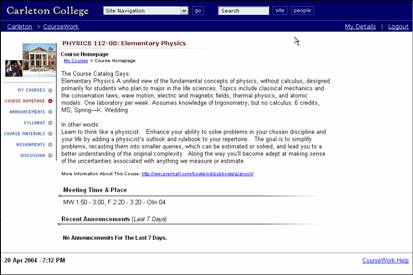 Carleton College
Site Navigation
go
Search
site
people
Carleton > CourseWork
My Details | Logout
PHYSICS 112-00: Elementary Physics
Course Homepage
My Courses > Course Homepage
MY COURSES
COURSE HOMEPAGE
ANNOUNCEMENTS
SYLLABUS
COURSE MATERIALS
ASSIGNMENTS
DISCUSSION
The Course Catalog Says:
Elementary Physics A unified view of the fundamental concepts of physics, without calculus, designed
primarily for students who plan to major in the life sciences. Topics include classical mechanics and
the conservation laws, wave motion, electric and magnetic fields, thermal physics, and atomic
models. One laboratory per week. Assumes knowledge of trigonometry, but no calculus. 6 credits,
MS, Spring—K. Wedding
In other words:
Learn to think like a physicist. Enhance your ability to solve problems in your chosen discipline and
your life by adding a physicist's outlook and rulebook to your repertoire. The goal is to simplify
problems, recasting them into smaller queries, which can be estimated or solved, and lead you to a
better understanding of the original complexity. Along the way you'll become adept at making sense
of the uncertainties associated with anything we measure or estimate.
More Information About This Course:
Meeting Time & Place
MW 1:50 - 3:00, F 2:20 - 3:20 - Olin 04
Recent Announcements (Last 7 Days)
No Announcements For The Last 7 Days.
20 Apr 2004 - 7:12 PM
CourseWork Help